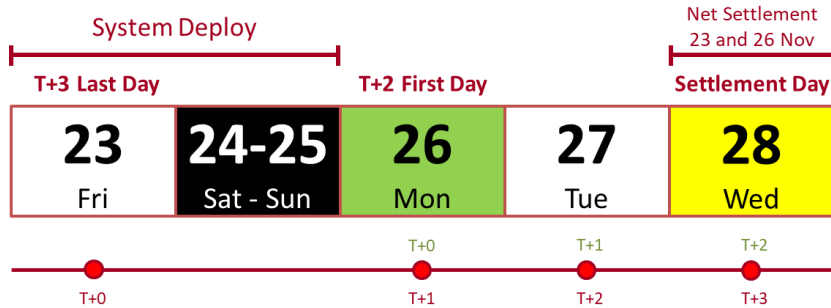 System Deploy
Net Settlement
23 and 26 Nov
T+3 Last Day
T+2 First Day
Settlement Day
23
24-25
26
27
28
Fri
Sat - Sun
Mon
Tue
Wed
T+0
T+1
T+2
T+0
T+1
T+2
T+3